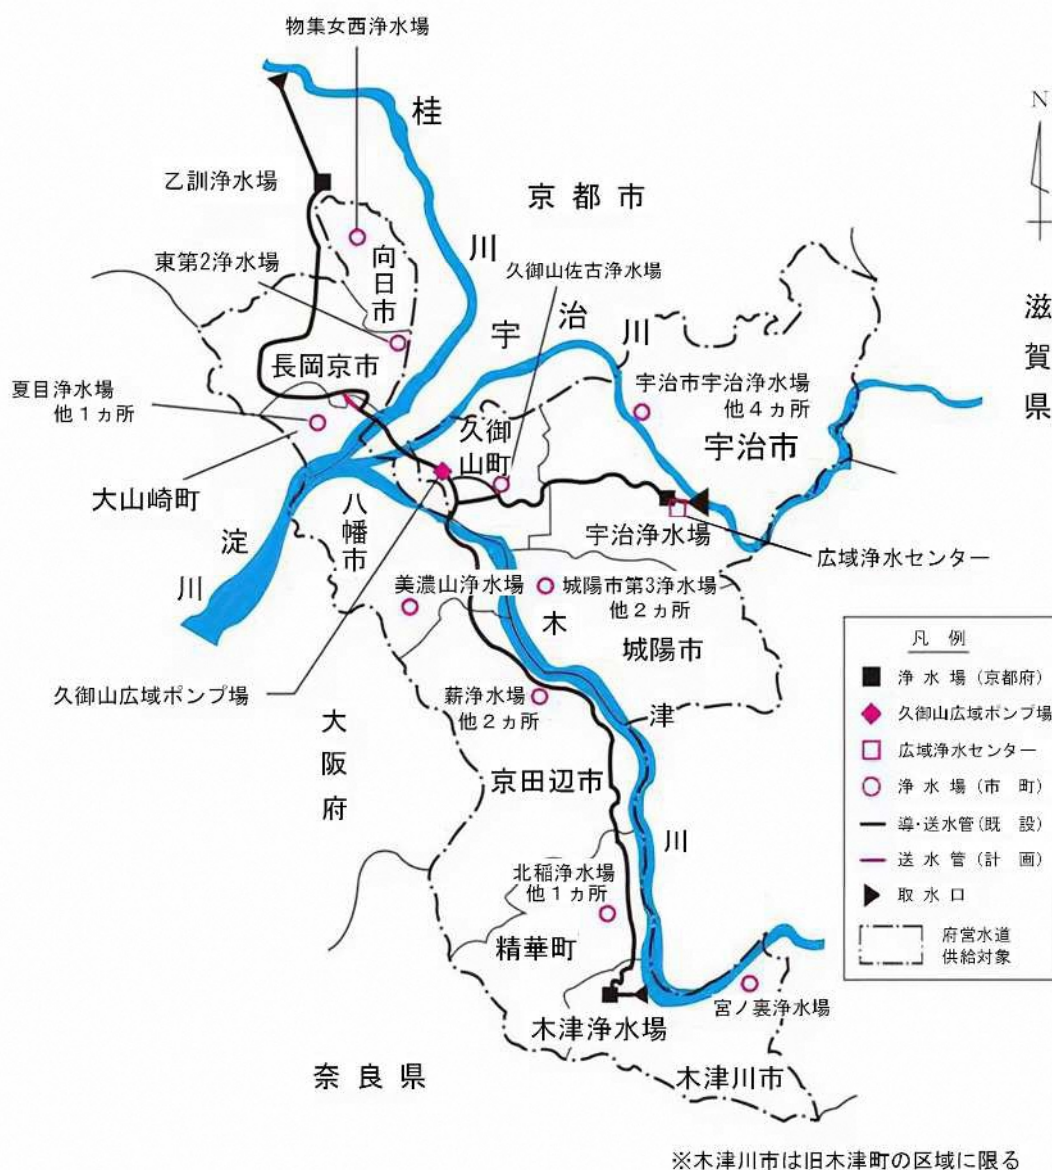 物集女西浄水場
桂
N
乙訓浄水場
京都市
川
向日市
東第2浄水場
久御山佐古浄水場
宇治
川
滋賀県
長岡京市
夏目浄水場
他1ヵ所
宇治市宇治浄水場
他4ヵ所
久御
山町
宇治市
大山崎町
八幡市
淀
川
宇治浄水場
広域浄水センター
美濃山浄水場
城陽市第3浄水場
他2ヵ所
木
城陽市
久御山広域ポンプ場
薪浄水場
他2ヵ所
津
大阪府
京田辺市
川
北稲浄水場
他1ヵ所
精華町
宮ノ裏浄水場
木津浄水場
奈良県
木津川市
凡例
浄水場(京都府)
久御山広域ポンプ場
広域浄水センター
浄水場(市町)
導・送水管(既設)
送水管(計画)
取水口
府営水道
供給対象
※木津川市は旧木津町の区域に限る